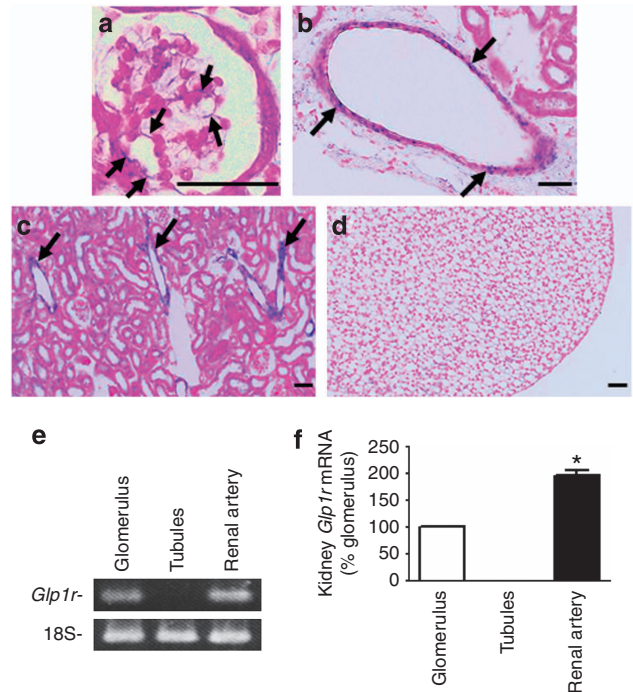 a
b
c
d
e
f
Glomerulus
Tubules
Renal artery
Glp1r-
18S-
Kidney Glp1r mRNA
(% glomerulus)
250
200
150
100
50
0
*
Glomerulus
Tubules
Renal artery